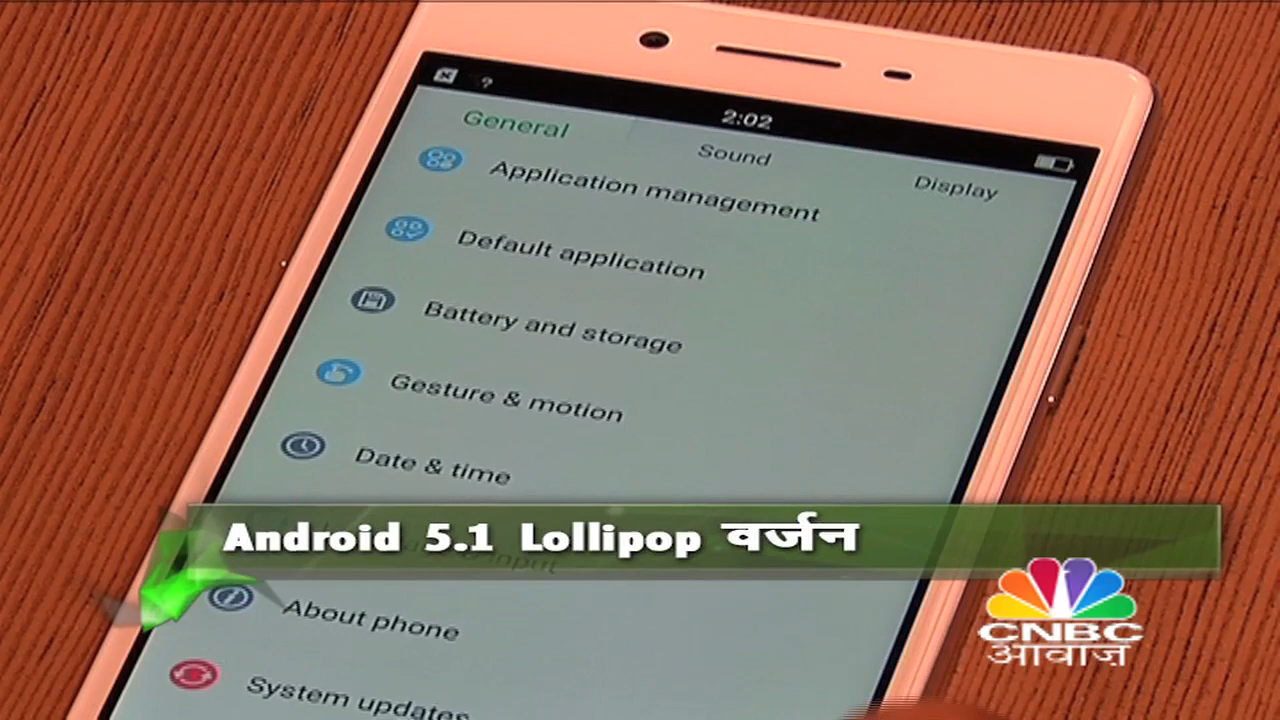 ?
2:02
General
Sound
Display
Application management
Default application
Battery and storage
Gesture & motion
Date & time
Android 5.1 Lollipop वर्जन
input
About phone
System updates
CNBC
आवाज़